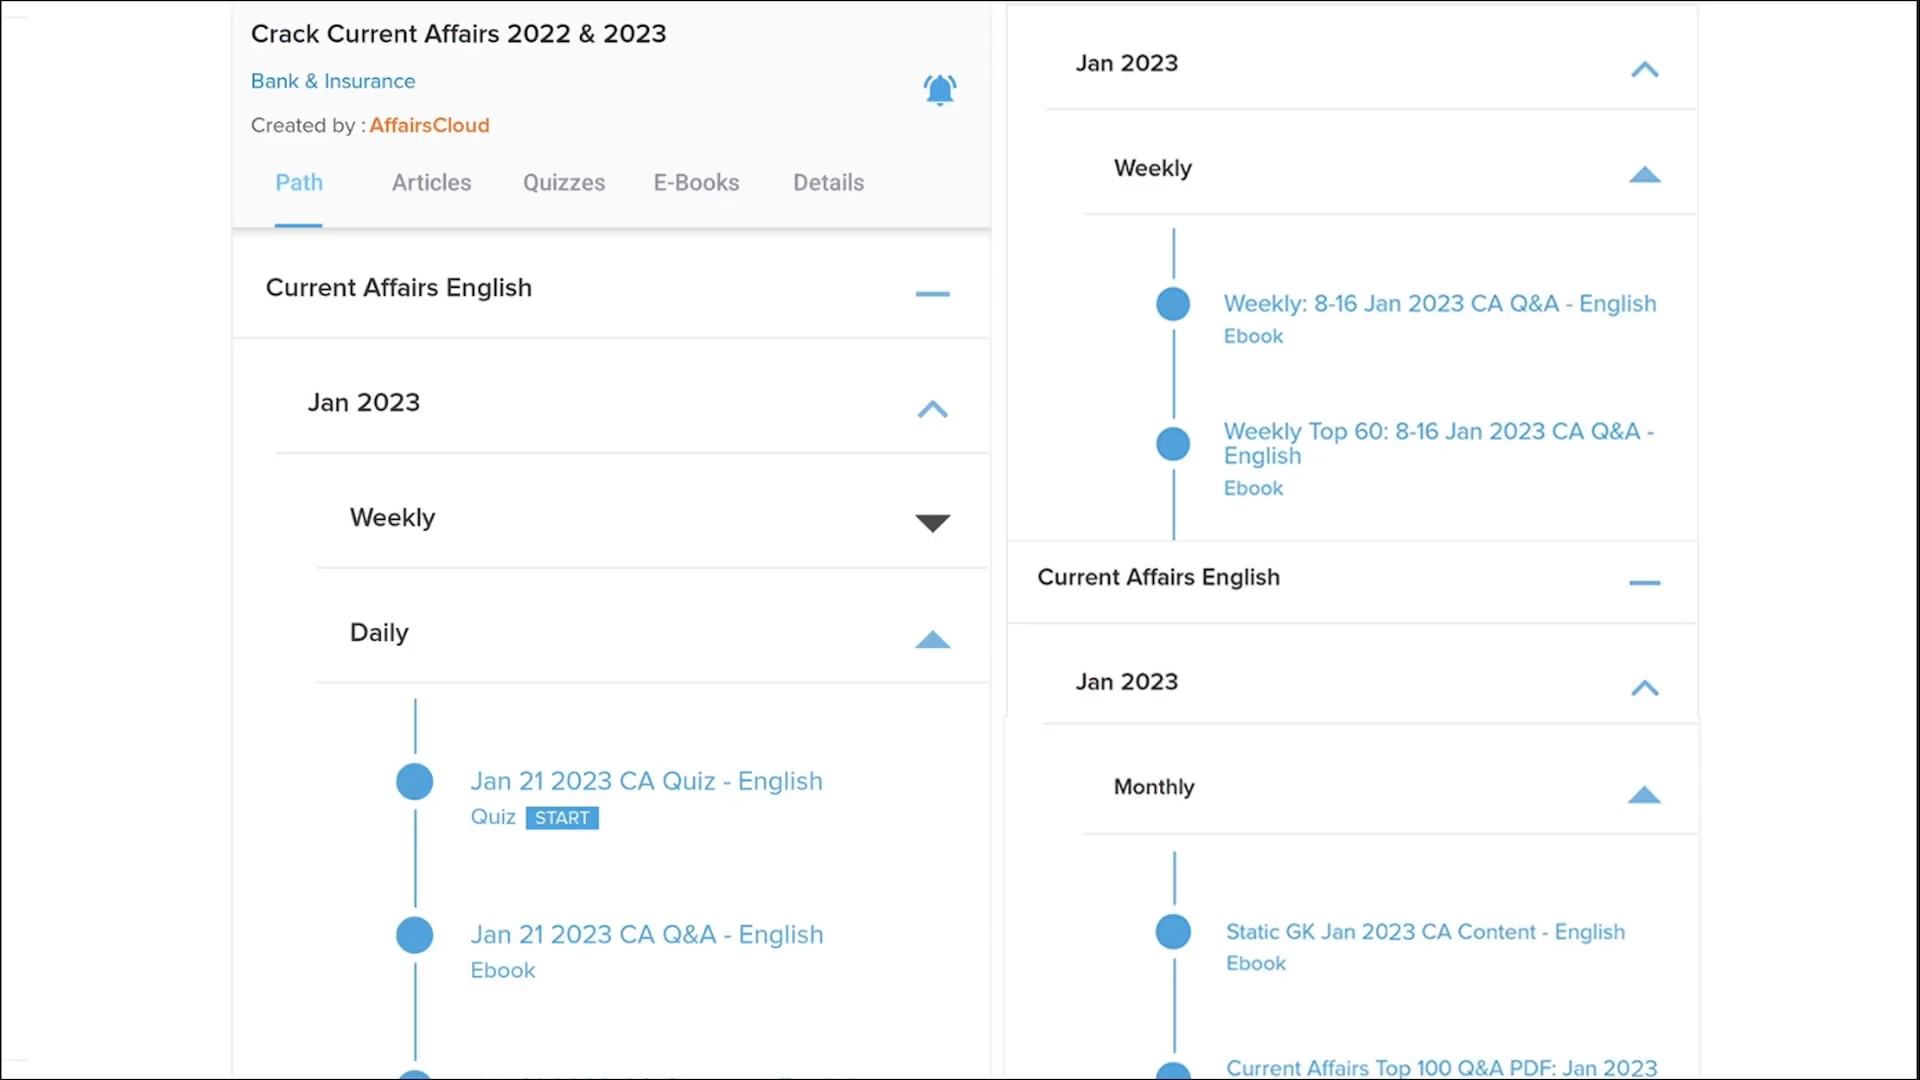 Crack Current Affairs 2022 & 2023
Bank & Insurance
Created by : AffairsCloud
Path Articles Quizzes E-Books Details
Current Affairs English
Jan 2023
Weekly
Daily
Jan 21 2023 CA Quiz - English
Quiz START
Jan 21 2023 CA Q&A - English
Ebook
Jan 2023
Weekly
Weekly: 8-16 Jan 2023 CA Q&A - English
Ebook
Weekly Top 60: 8-16 Jan 2023 CA Q&A -
English
Ebook
Current Affairs English
Jan 2023
Monthly
Static GK Jan 2023 CA Content - English
Ebook
Current Affairs Top 100 Q&A PDF: Jan 2023